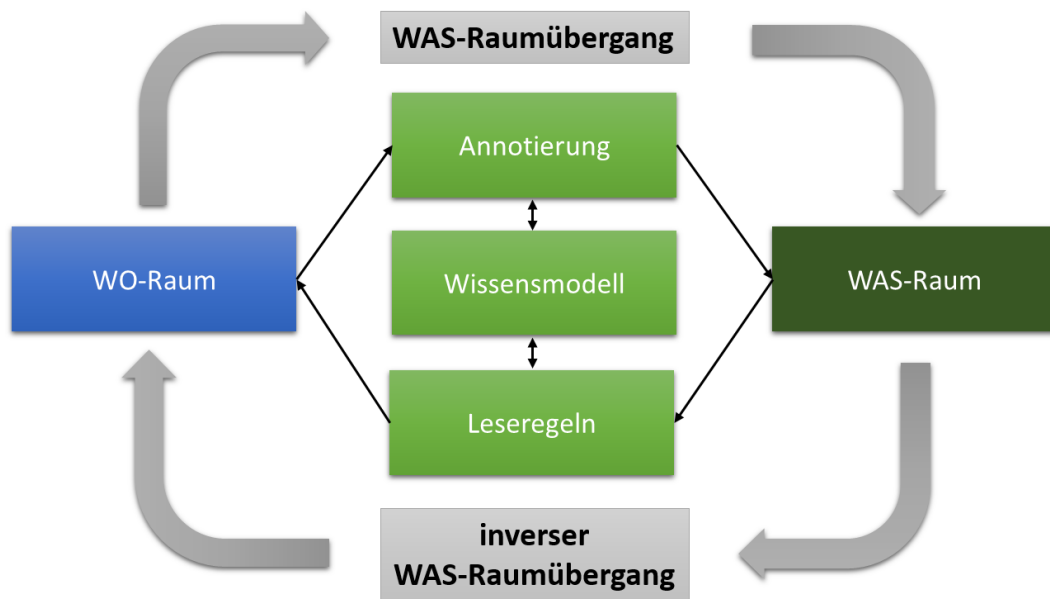 WAS-Raumübergang
Annotierung
WO-Raum
Wissensmodell
WAS-Raum
Leseregeln
inverser
WAS-Raumübergang